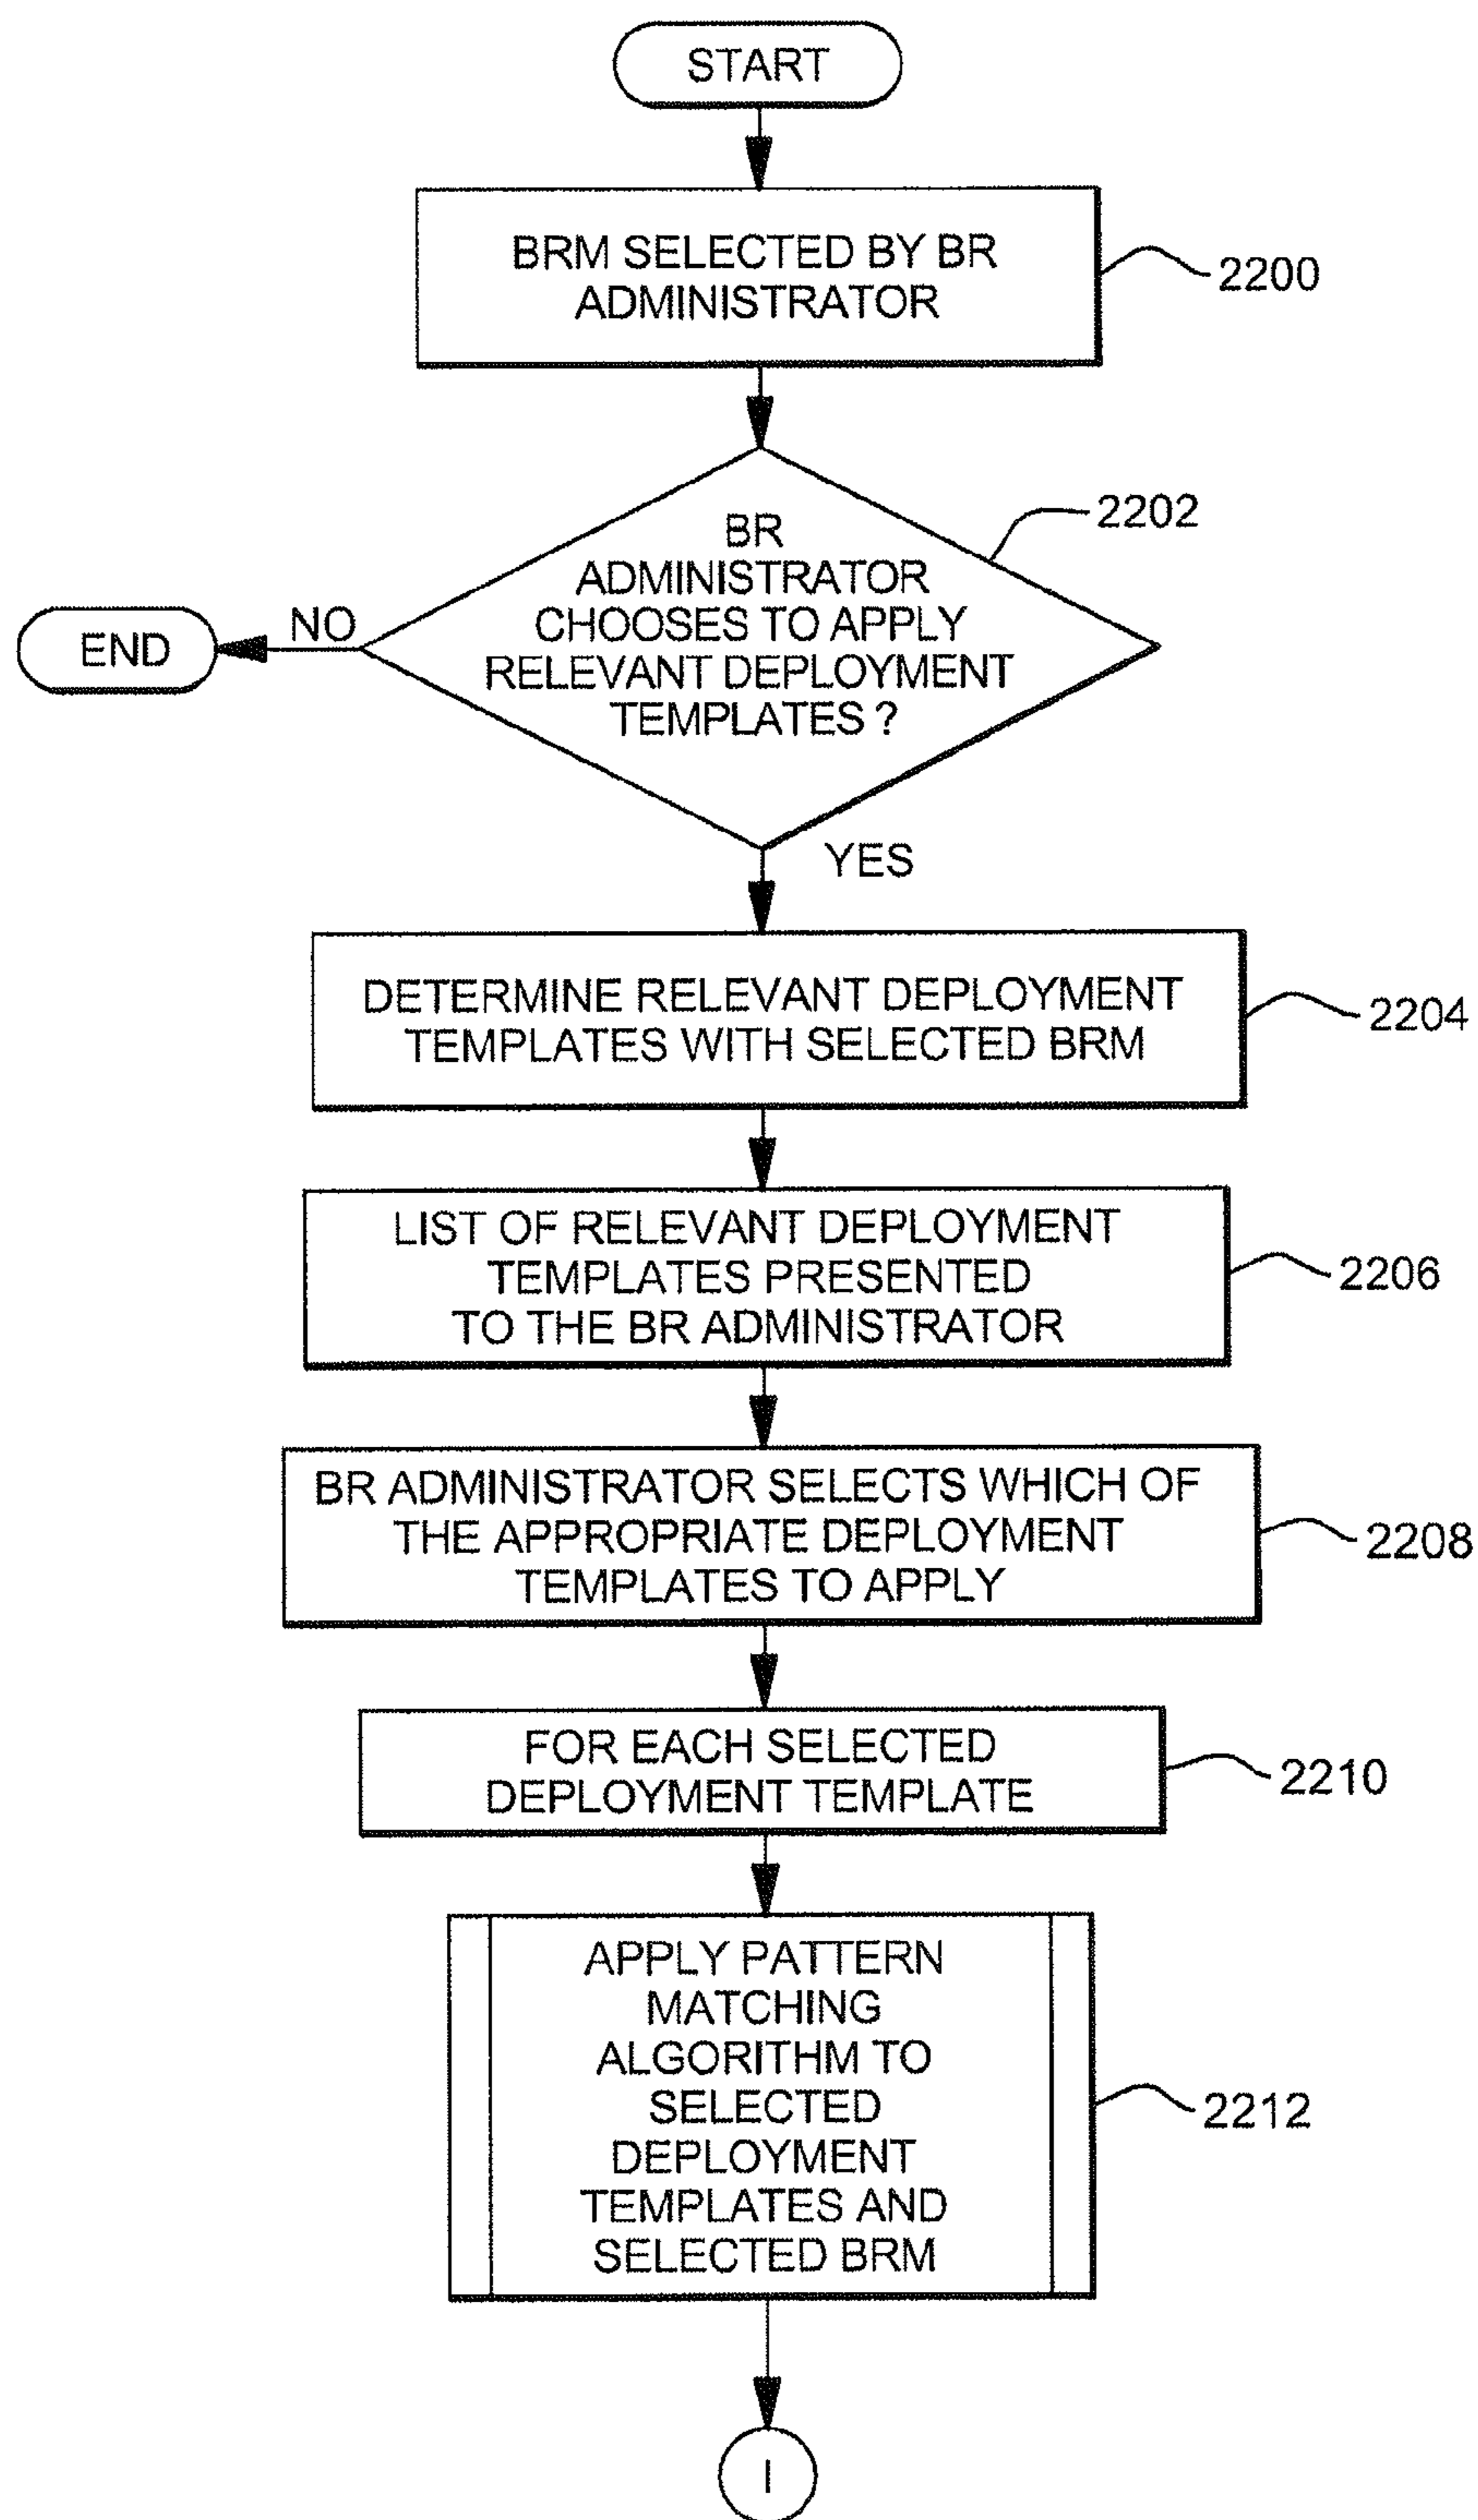 START
BRM SELECTED BY BR
ADMINISTRATOR
2200
BR
ADMINISTRATOR
CHOOSES TO APPLY
RELEVANT DEPLOYMENT
TEMPLATES ?
2202
NO
END
YES
DETERMINE RELEVANT DEPLOYMENT
TEMPLATES WITH SELECTED BRM
2204
LIST OF RELEVANT DEPLOYMENT
TEMPLATES PRESENTED
TO THE BR ADMINISTRATOR
2206
BR ADMINISTRATOR SELECTS WHICH OF
THE APPROPRIATE DEPLOYMENT
TEMPLATES TO APPLY
2208
FOR EACH SELECTED
DEPLOYMENT TEMPLATE
2210
APPLY PATTERN
MATCHING
ALGORITHM TO
SELECTED
DEPLOYMENT
TEMPLATES AND
SELECTED BRM
2212
I